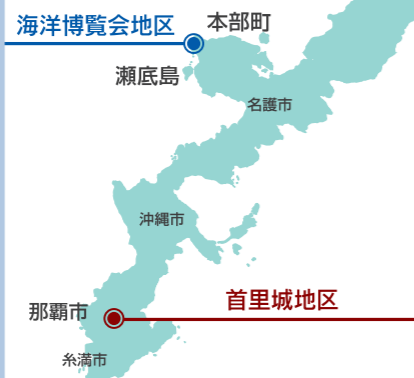 海洋博覧会地区
本部町
瀬底島
名護市
沖縄市
首里城地区
那覇市
糸満市